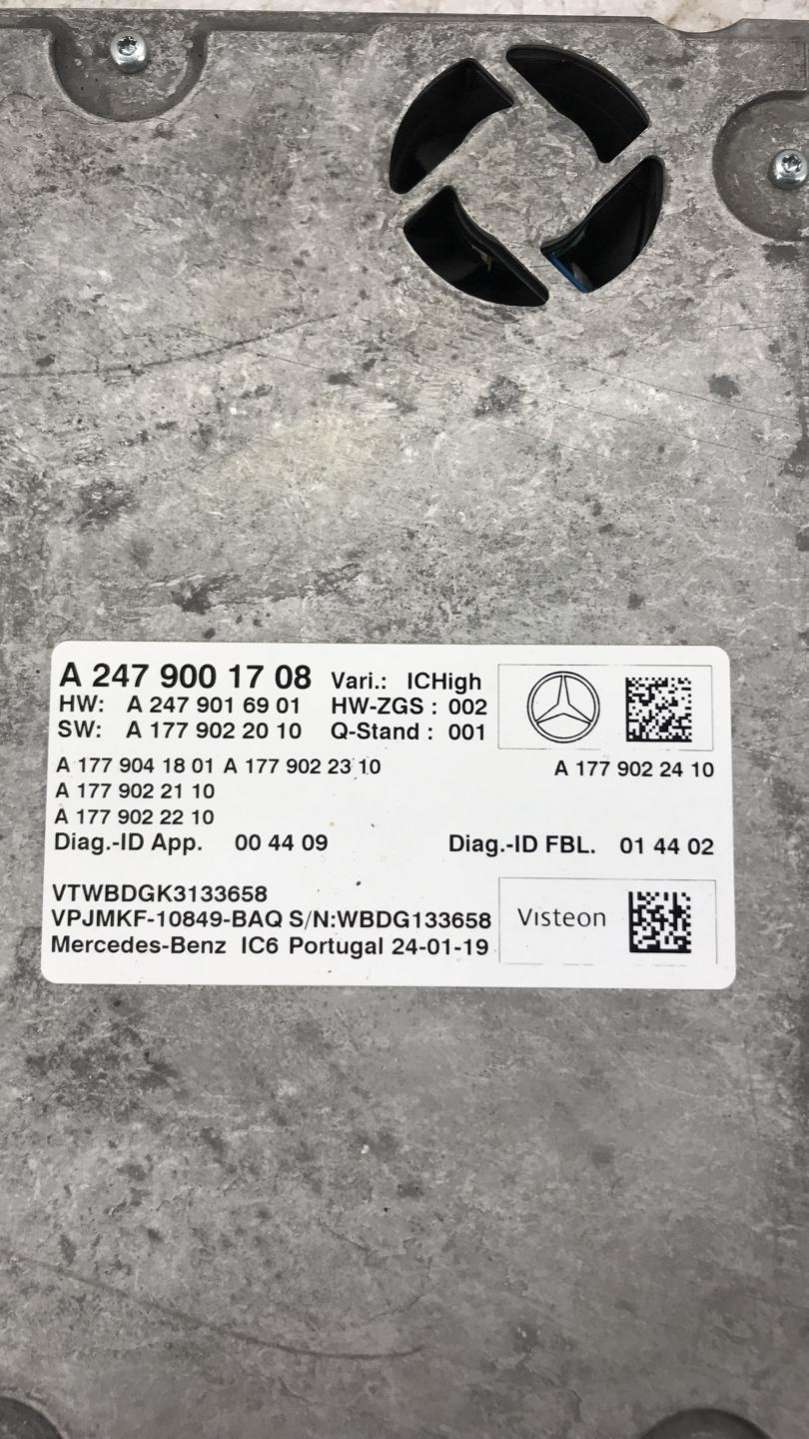 A 247 900 17 08 Vari.: ICHigh
HW: A 247 901 69 01 HW-ZGS : 002
SW: A 177 902 20 10 Q-Stand : 001
A 177 904 18 01 A 177 902 23 10 A 177 902 24 10
A 177 902 21 10
A 177 902 22 10
Diag.-ID App. 00 44 09 Diag.-ID FBL. 01 44 02
VTWBDGK3133658
VPJMKF-10849-BAQ S/N:WBDG133658 Visteon
Mercedes-Benz IC6 Portugal 24-01-19